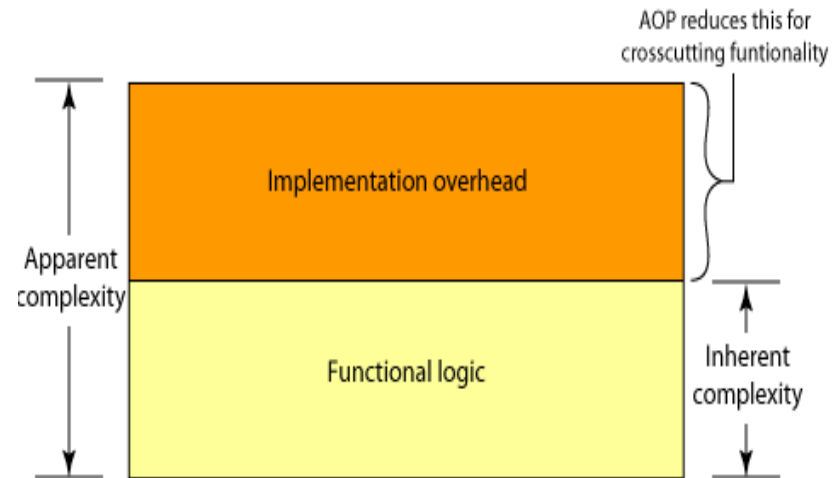 AOP reduces this for
crosscutting funtionality
Implementation overhead
Apparent
complexity
Functional logic
Inherent
complexity